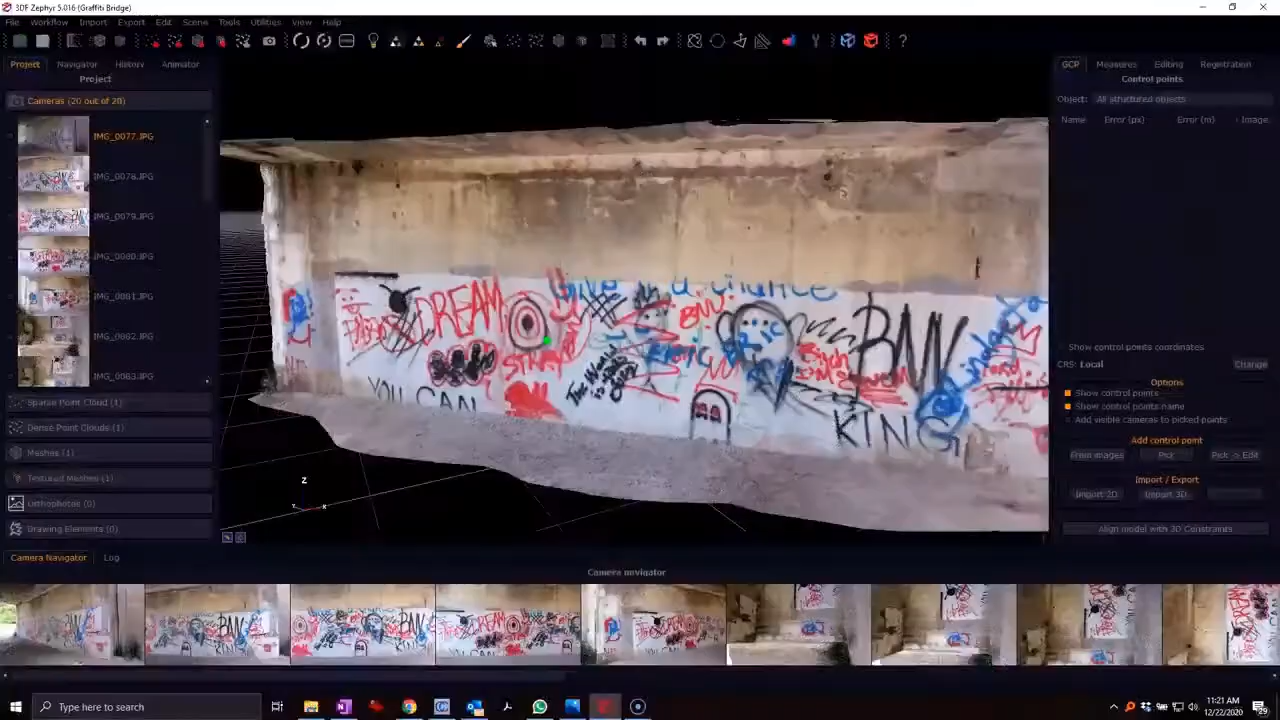 3DF Zephyr 5.016 (Graffiti Bridge)
File Workflow Import Export Edit Scene Tools Utilities View Help
Project Navigator History Animator
Project
Cameras (20 out of 20)
IMG_0077.JPG
IMG_0078.JPG
IMG_0079.JPG
IMG_0080.JPG
IMG_0081.JPG
IMG_0082.JPG
IMG_0083.JPG
Sparse Point Cloud (1)
Dense Point Clouds (1)
Meshes (1)
Textured Meshes (1)
Orthophotos (0)
Drawing Elements (0)
a chance
DREAM
BNV
BNV
YOU CAN
KING
Z
Y X
GCP Measures Editing Registration
Control points
Object: All structured objects
Name Error (px) Error (m) Image
Show control points coordinates
CRS: Local Change
Options
Show control points
Show control points name
Add visible cameras to picked points
Add control point
From images Pick Pick -> Edit
Import / Export
Import 2D Import 3D
Align model with 3D Constraints
Camera Navigator Log
Camera navigator
Type here to search
11:21 AM
12/22/2020
29